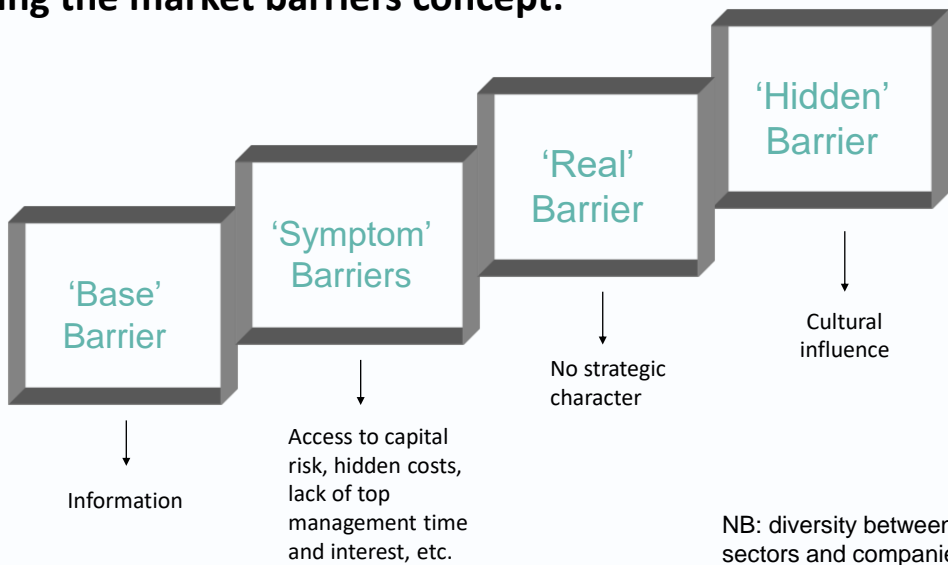 ing the market barriers concept:
‘Base’
Barrier
Information
‘Symptom’
Barriers
Access to capital
risk, hidden costs,
lack of top
management time
and interest, etc.
‘Real’
Barrier
No strategic
character
‘Hidden’
Barrier
Cultural
influence
NB: diversity between
sectors and companie